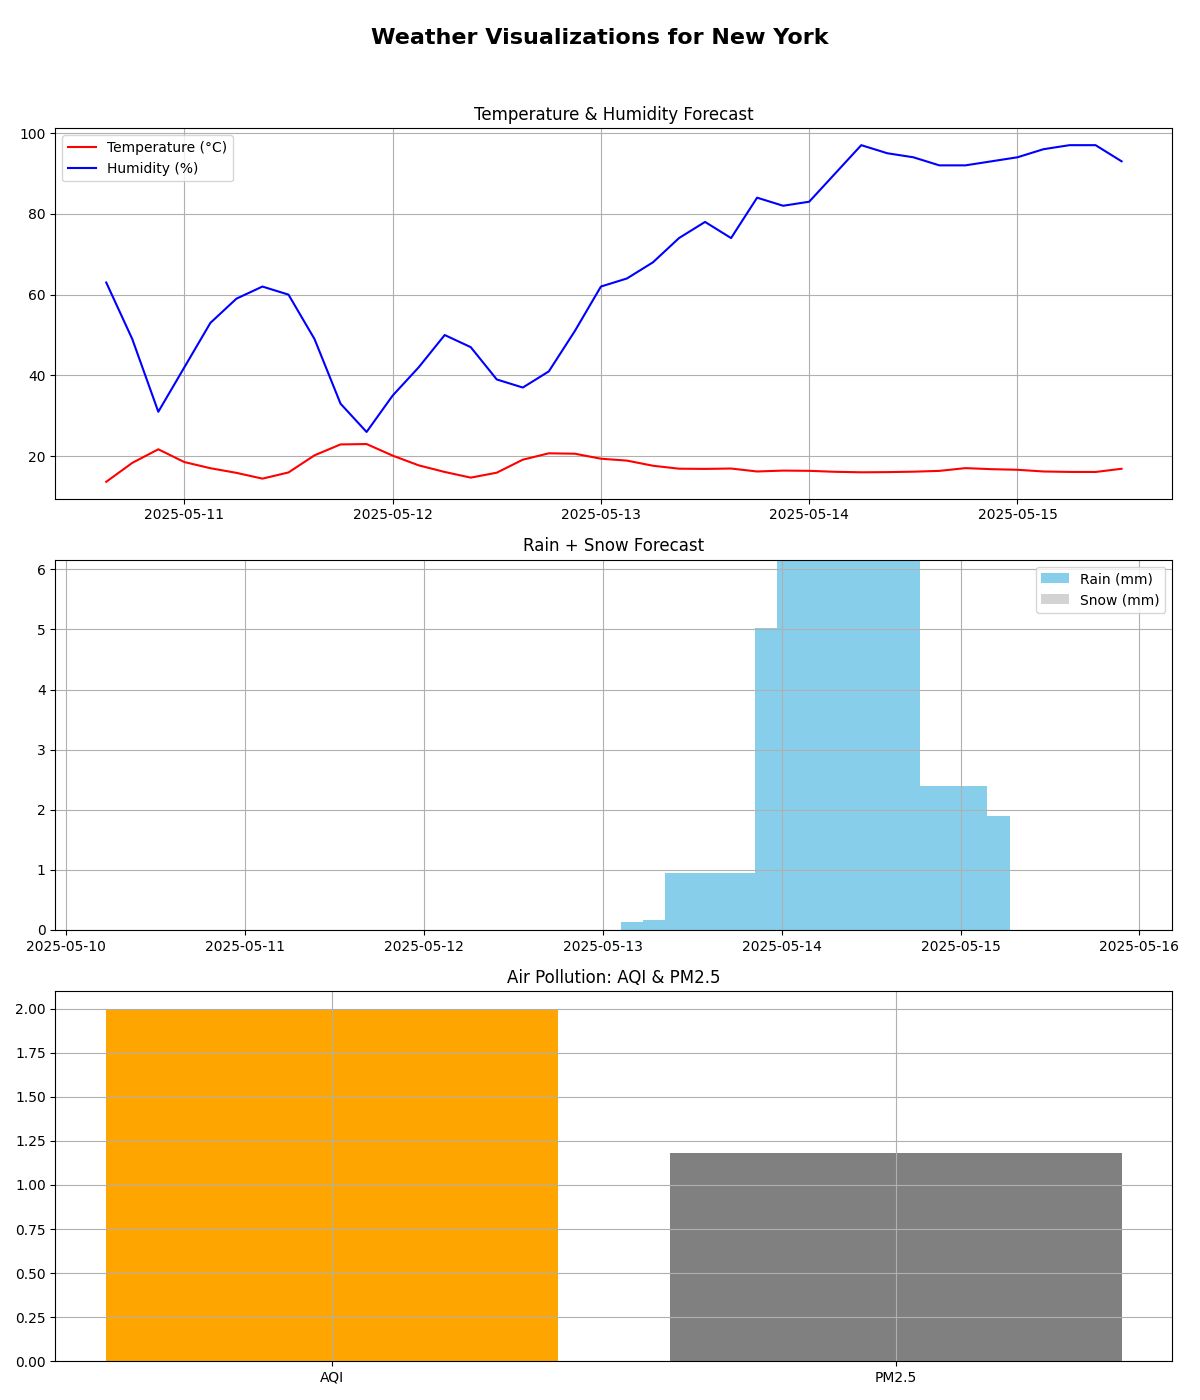 Weather Visualizations for New York
Temperature & Humidity Forecast
100
80
60
40
20
Temperature (°C)
Humidity (%)
2025-05-11 2025-05-12 2025-05-13 2025-05-14 2025-05-15
Rain + Snow Forecast
6
5
4
3
2
1
0
Rain (mm)
Snow (mm)
2025-05-10 2025-05-11 2025-05-12 2025-05-13 2025-05-14 2025-05-15 2025-05-16
Air Pollution: AQI & PM2.5
2.00
1.75
1.50
1.25
1.00
0.75
0.50
0.25
0.00
AQI PM2.5